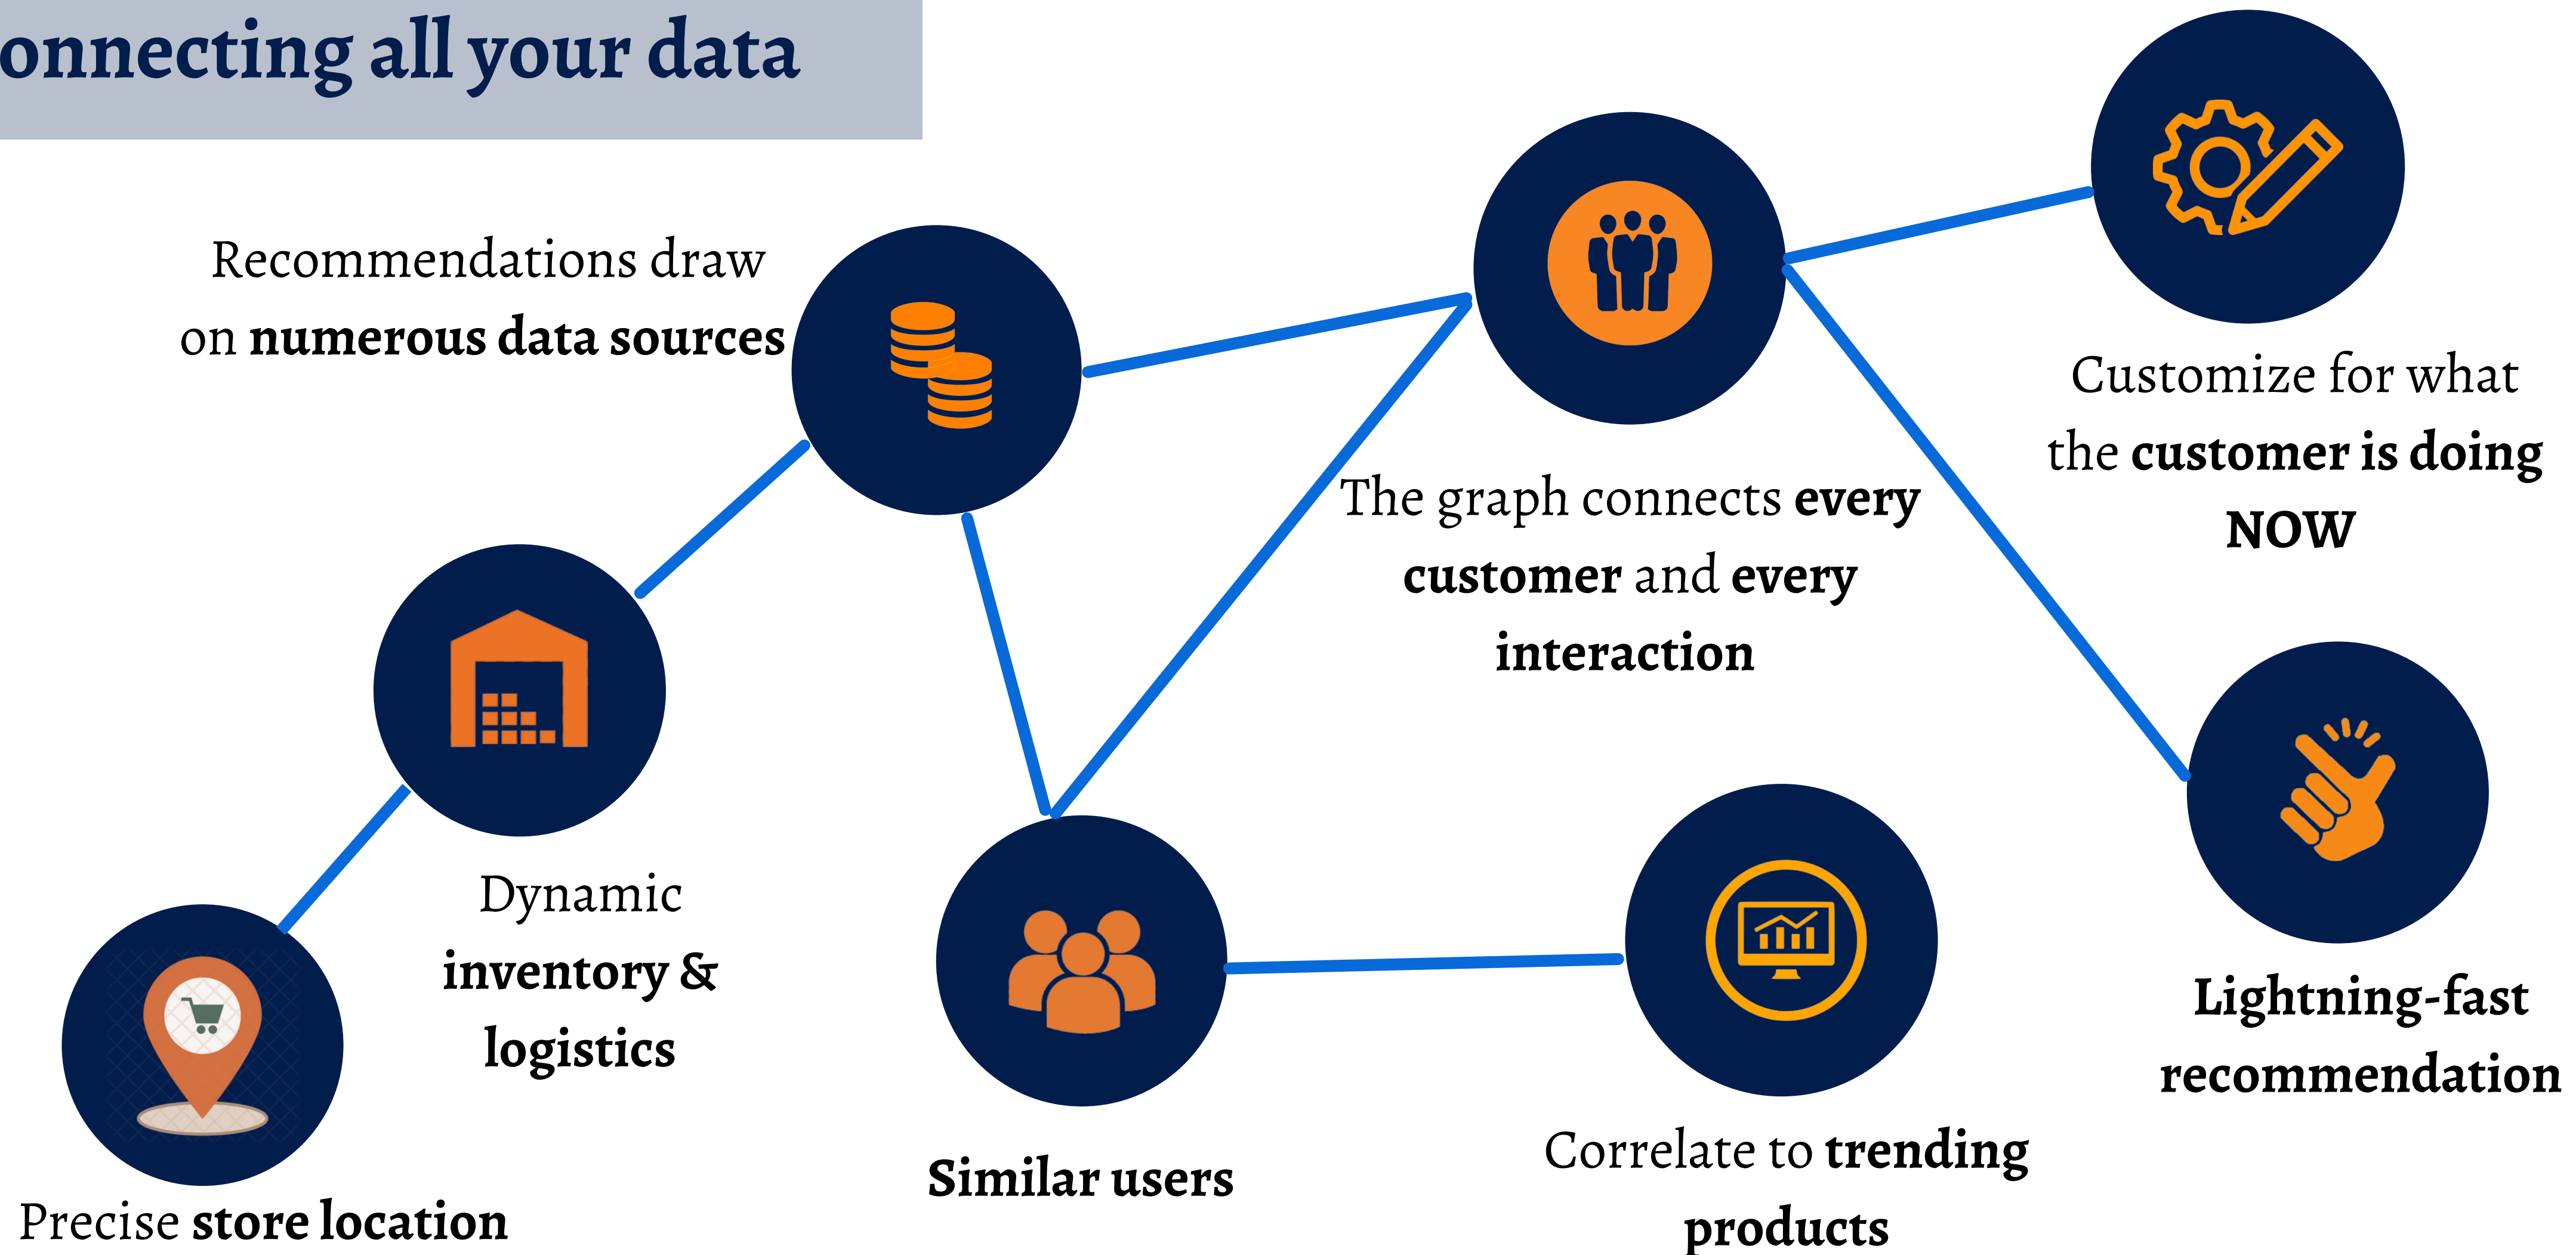 onnecting all your data
Recommendations draw
on numerous data sources
The graph connects every
customer and every
interaction
Customize for what
the customer is doing
NOW
Dynamic
inventory &
logistics
Precise store location
Similar users
Correlate to trending
products
Lightning-fast
recommendation